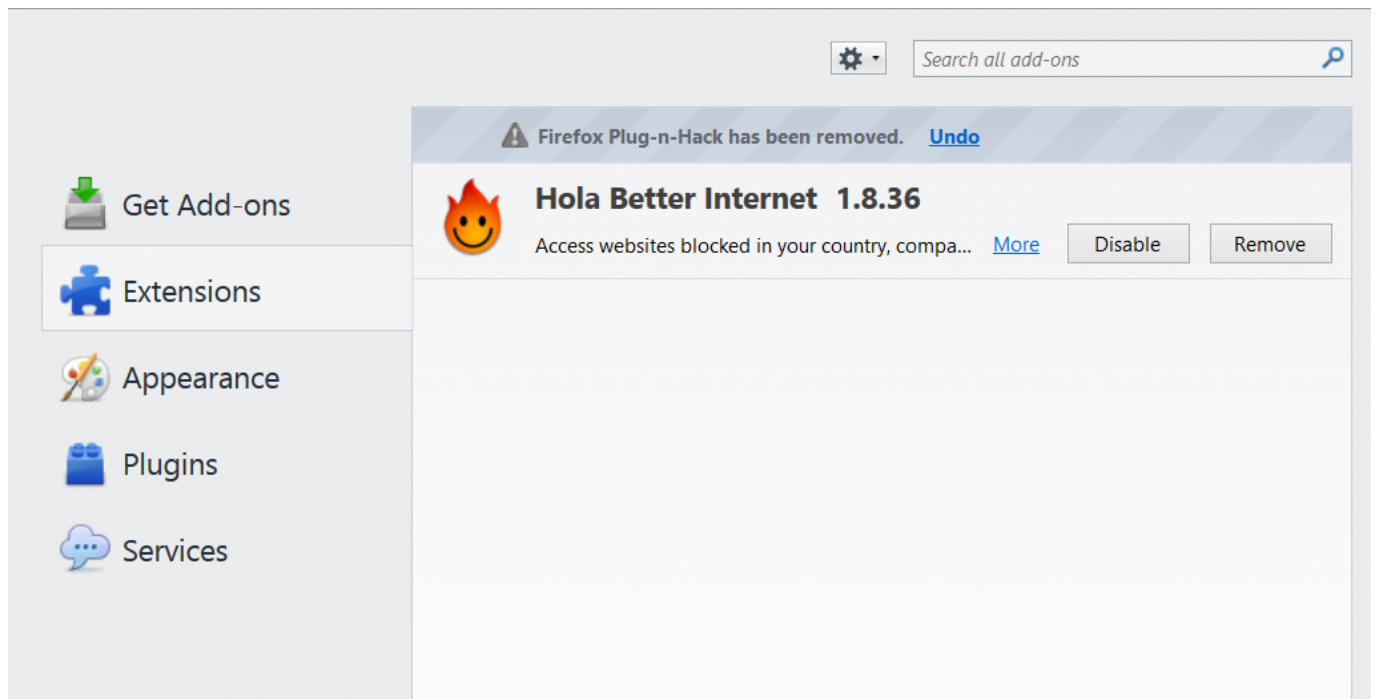 Search all add-ons
Firefox Plug-n-Hack has been removed. Undo
Get Add-ons
Hola Better Internet 1.8.36
Access websites blocked in your country, compa... More Disable Remove
Extensions
Appearance
Plugins
Services